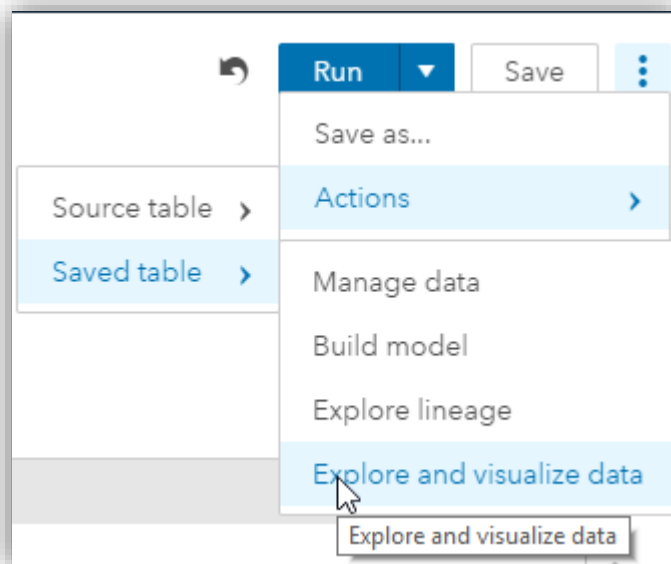 Run
Save
Save as...
Actions
Source table
Saved table
Manage data
Build model
Explore lineage
Explore and visualize data
Explore and visualize data